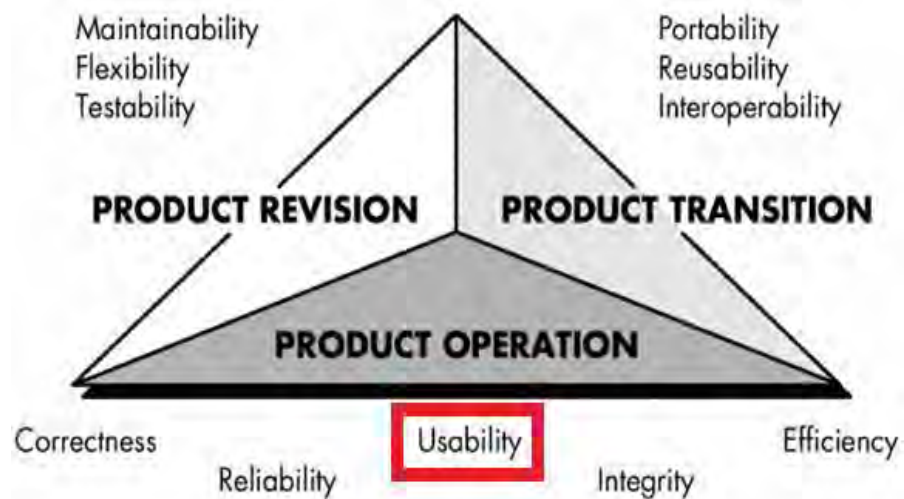 Maintainability
Flexibility
Testability
Portability
Reusability
Interoperability
PRODUCT REVISION
PRODUCT TRANSITION
PRODUCT OPERATION
Correctness
Reliability
Usability
Integrity
Efficiency